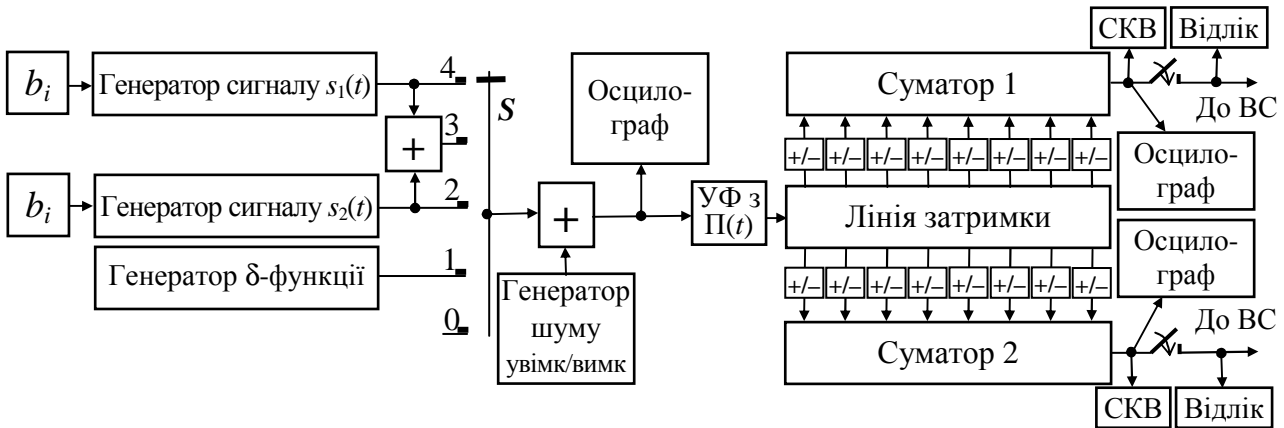 b_i
Генератор сигналу s₁(t)
4
3
+
b_i
Генератор сигналу s₂(t)
2
Генератор δ-функції
1
0
S
+
Генератор
шуму
увімк/вимк
Осцило-
граф
УФ з
П(t)
Суматор 1
+/– +/– +/– +/– +/– +/– +/– +/–
Лінія затримки
+/– +/– +/– +/– +/– +/– +/– +/–
Суматор 2
СКВ
Відлік
До ВС
Осцило-
граф
Осцило-
граф
До ВС
СКВ
Відлік